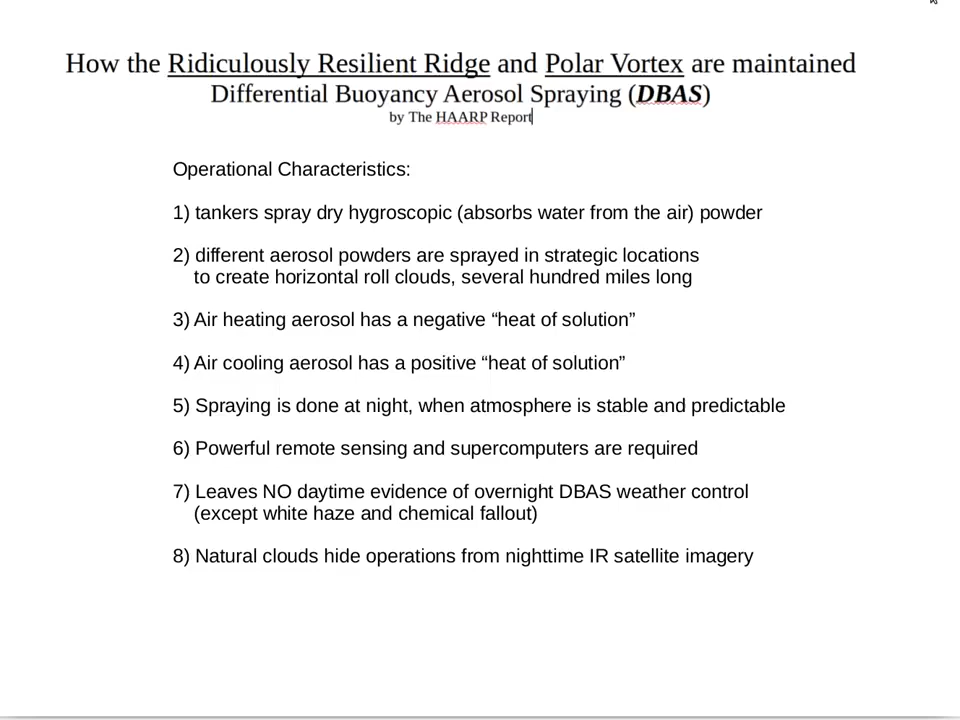 How the Ridiculously Resilient Ridge and Polar Vortex are maintained
Differential Buoyancy Aerosol Spraying (DBAS)
by The HAARP Report
Operational Characteristics:
1) tankers spray dry hygroscopic (absorbs water from the air) powder
2) different aerosol powders are sprayed in strategic locations
to create horizontal roll clouds, several hundred miles long
3) Air heating aerosol has a negative “heat of solution”
4) Air cooling aerosol has a positive “heat of solution”
5) Spraying is done at night, when atmosphere is stable and predictable
6) Powerful remote sensing and supercomputers are required
7) Leaves NO daytime evidence of overnight DBAS weather control
(except white haze and chemical fallout)
8) Natural clouds hide operations from nighttime IR satellite imagery